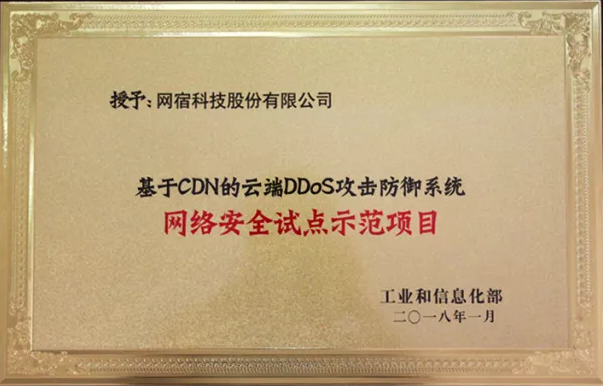 授予：网宿科技股份有限公司
基于CDN的云端DDoS攻击防御系统
网络安全试点示范项目
工业和信息化部
二〇一八年一月